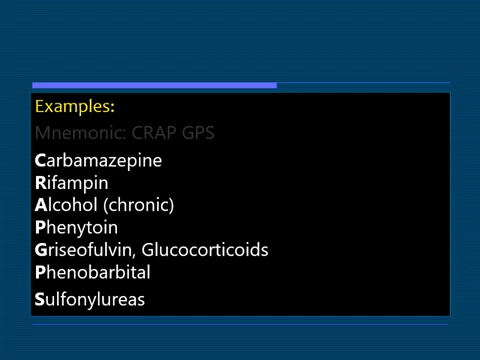 Examples:
Mnemonic: CRAP GPS
Carbamazepine
Rifampin
Alcohol (chronic)
Phenytoin
Griseofulvin, Glucocorticoids
Phenobarbital
Sulfonylureas